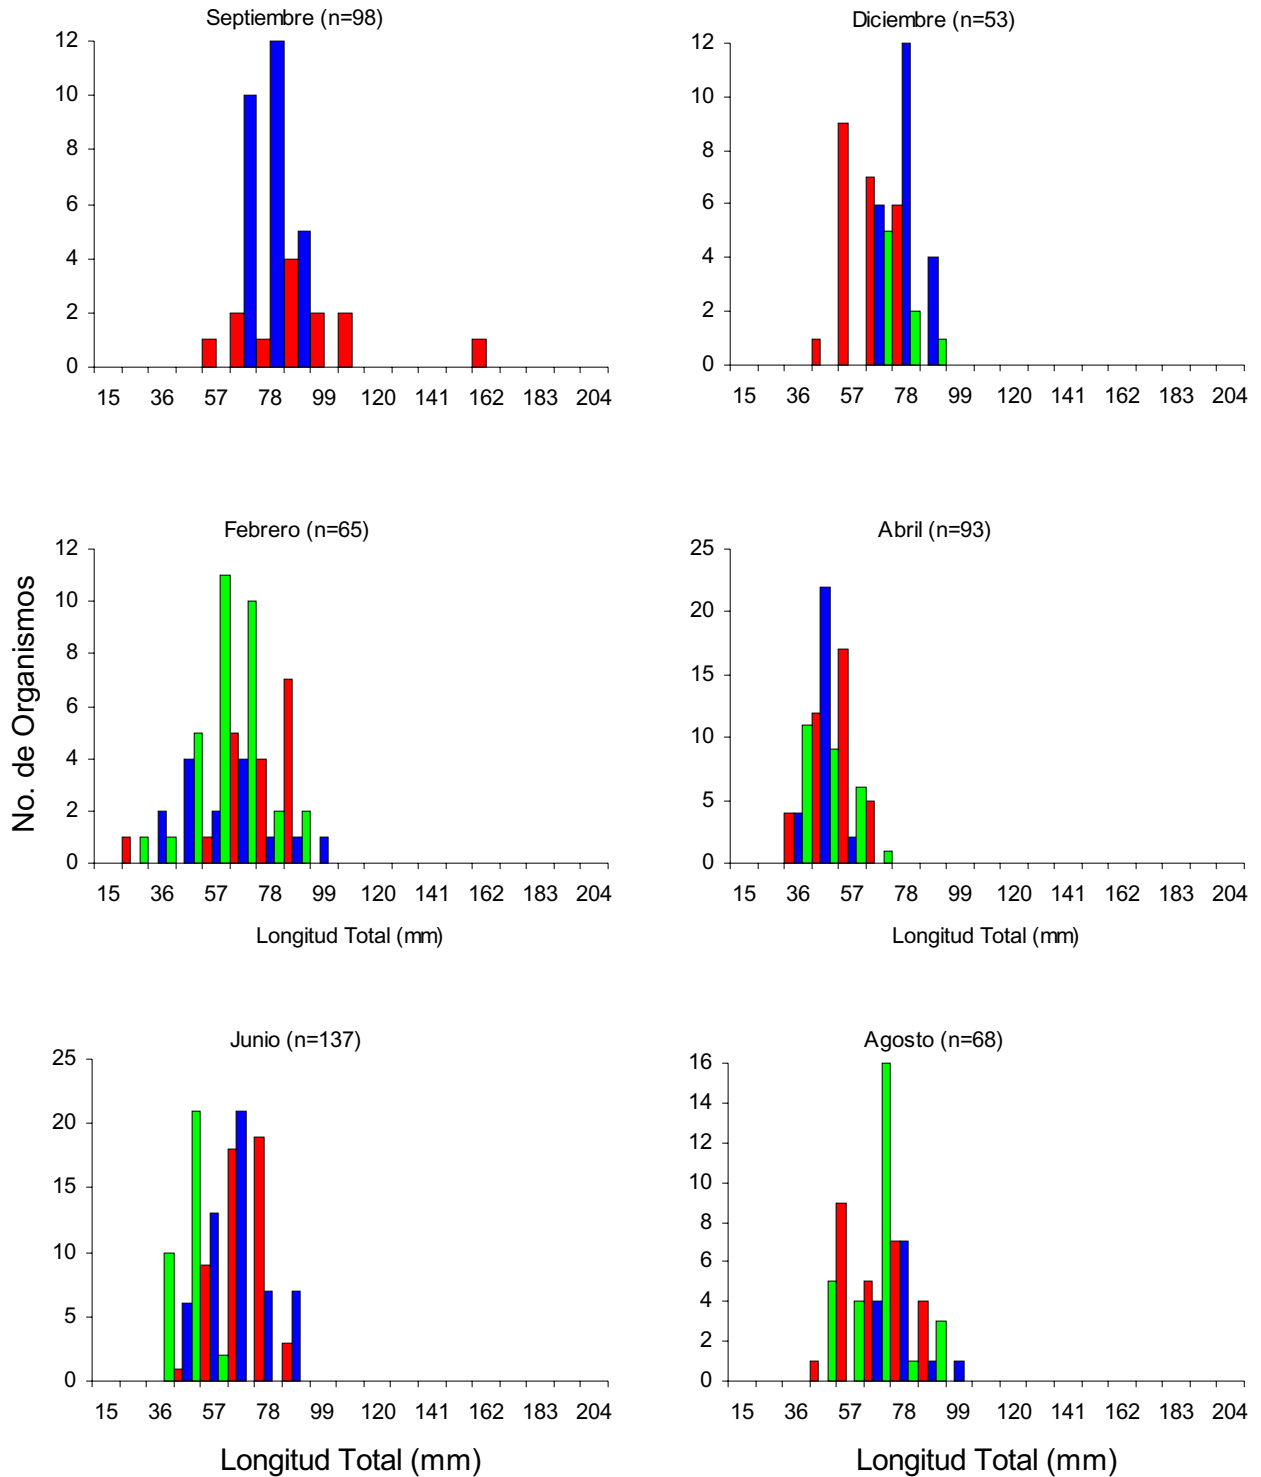 Septiembre (n=98)
12
10
8
6
4
2
0
15 36 57 78 99 120 141 162 183 204
Diciembre (n=53)
12
10
8
6
4
2
0
15 36 57 78 99 120 141 162 183 204
No. de Organismos
Febrero (n=65)
12
10
8
6
4
2
0
15 36 57 78 99 120 141 162 183 204
Longitud Total (mm)
Abril (n=93)
25
20
15
10
5
0
15 36 57 78 99 120 141 162 183 204
Longitud Total (mm)
Junio (n=137)
25
20
15
10
5
0
15 36 57 78 99 120 141 162 183 204
Longitud Total (mm)
Agosto (n=68)
16
14
12
10
8
6
4
2
0
15 36 57 78 99 120 141 162 183 204
Longitud Total (mm)